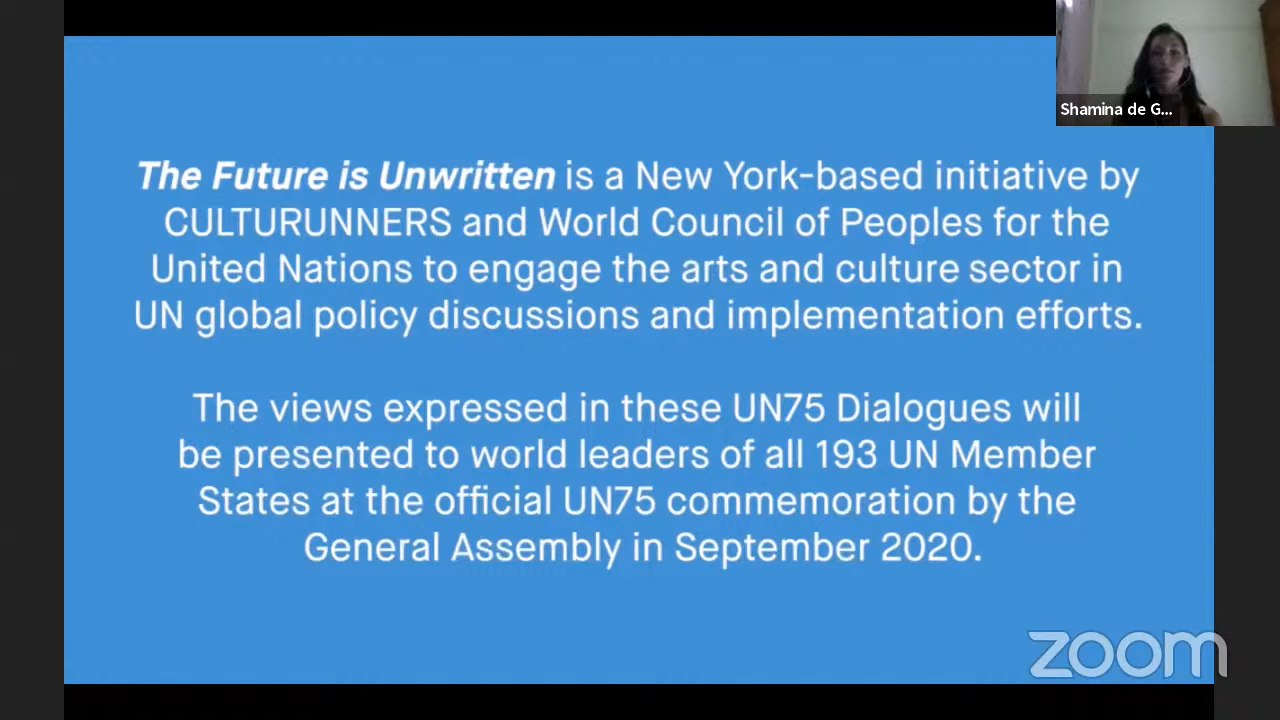 Shamina de G...
The Future is Unwritten is a New York-based initiative by
CULTURUNNERS and World Council of Peoples for the
United Nations to engage the arts and culture sector in
UN global policy discussions and implementation efforts.
The views expressed in these UN75 Dialogues will
be presented to world leaders of all 193 UN Member
States at the official UN75 commemoration by the
General Assembly in September 2020.
zoom